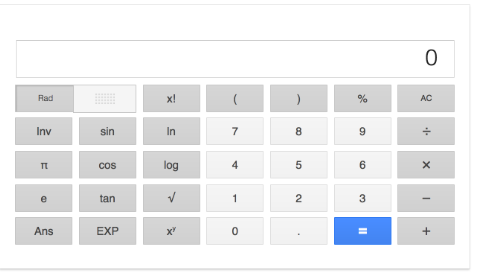 0
Rad x! ( ) % AC
Inv sin ln 7 8 9 ÷
π cos log 4 5 6 ×
e tan √ 1 2 3 −
Ans EXP xʸ 0 . = +